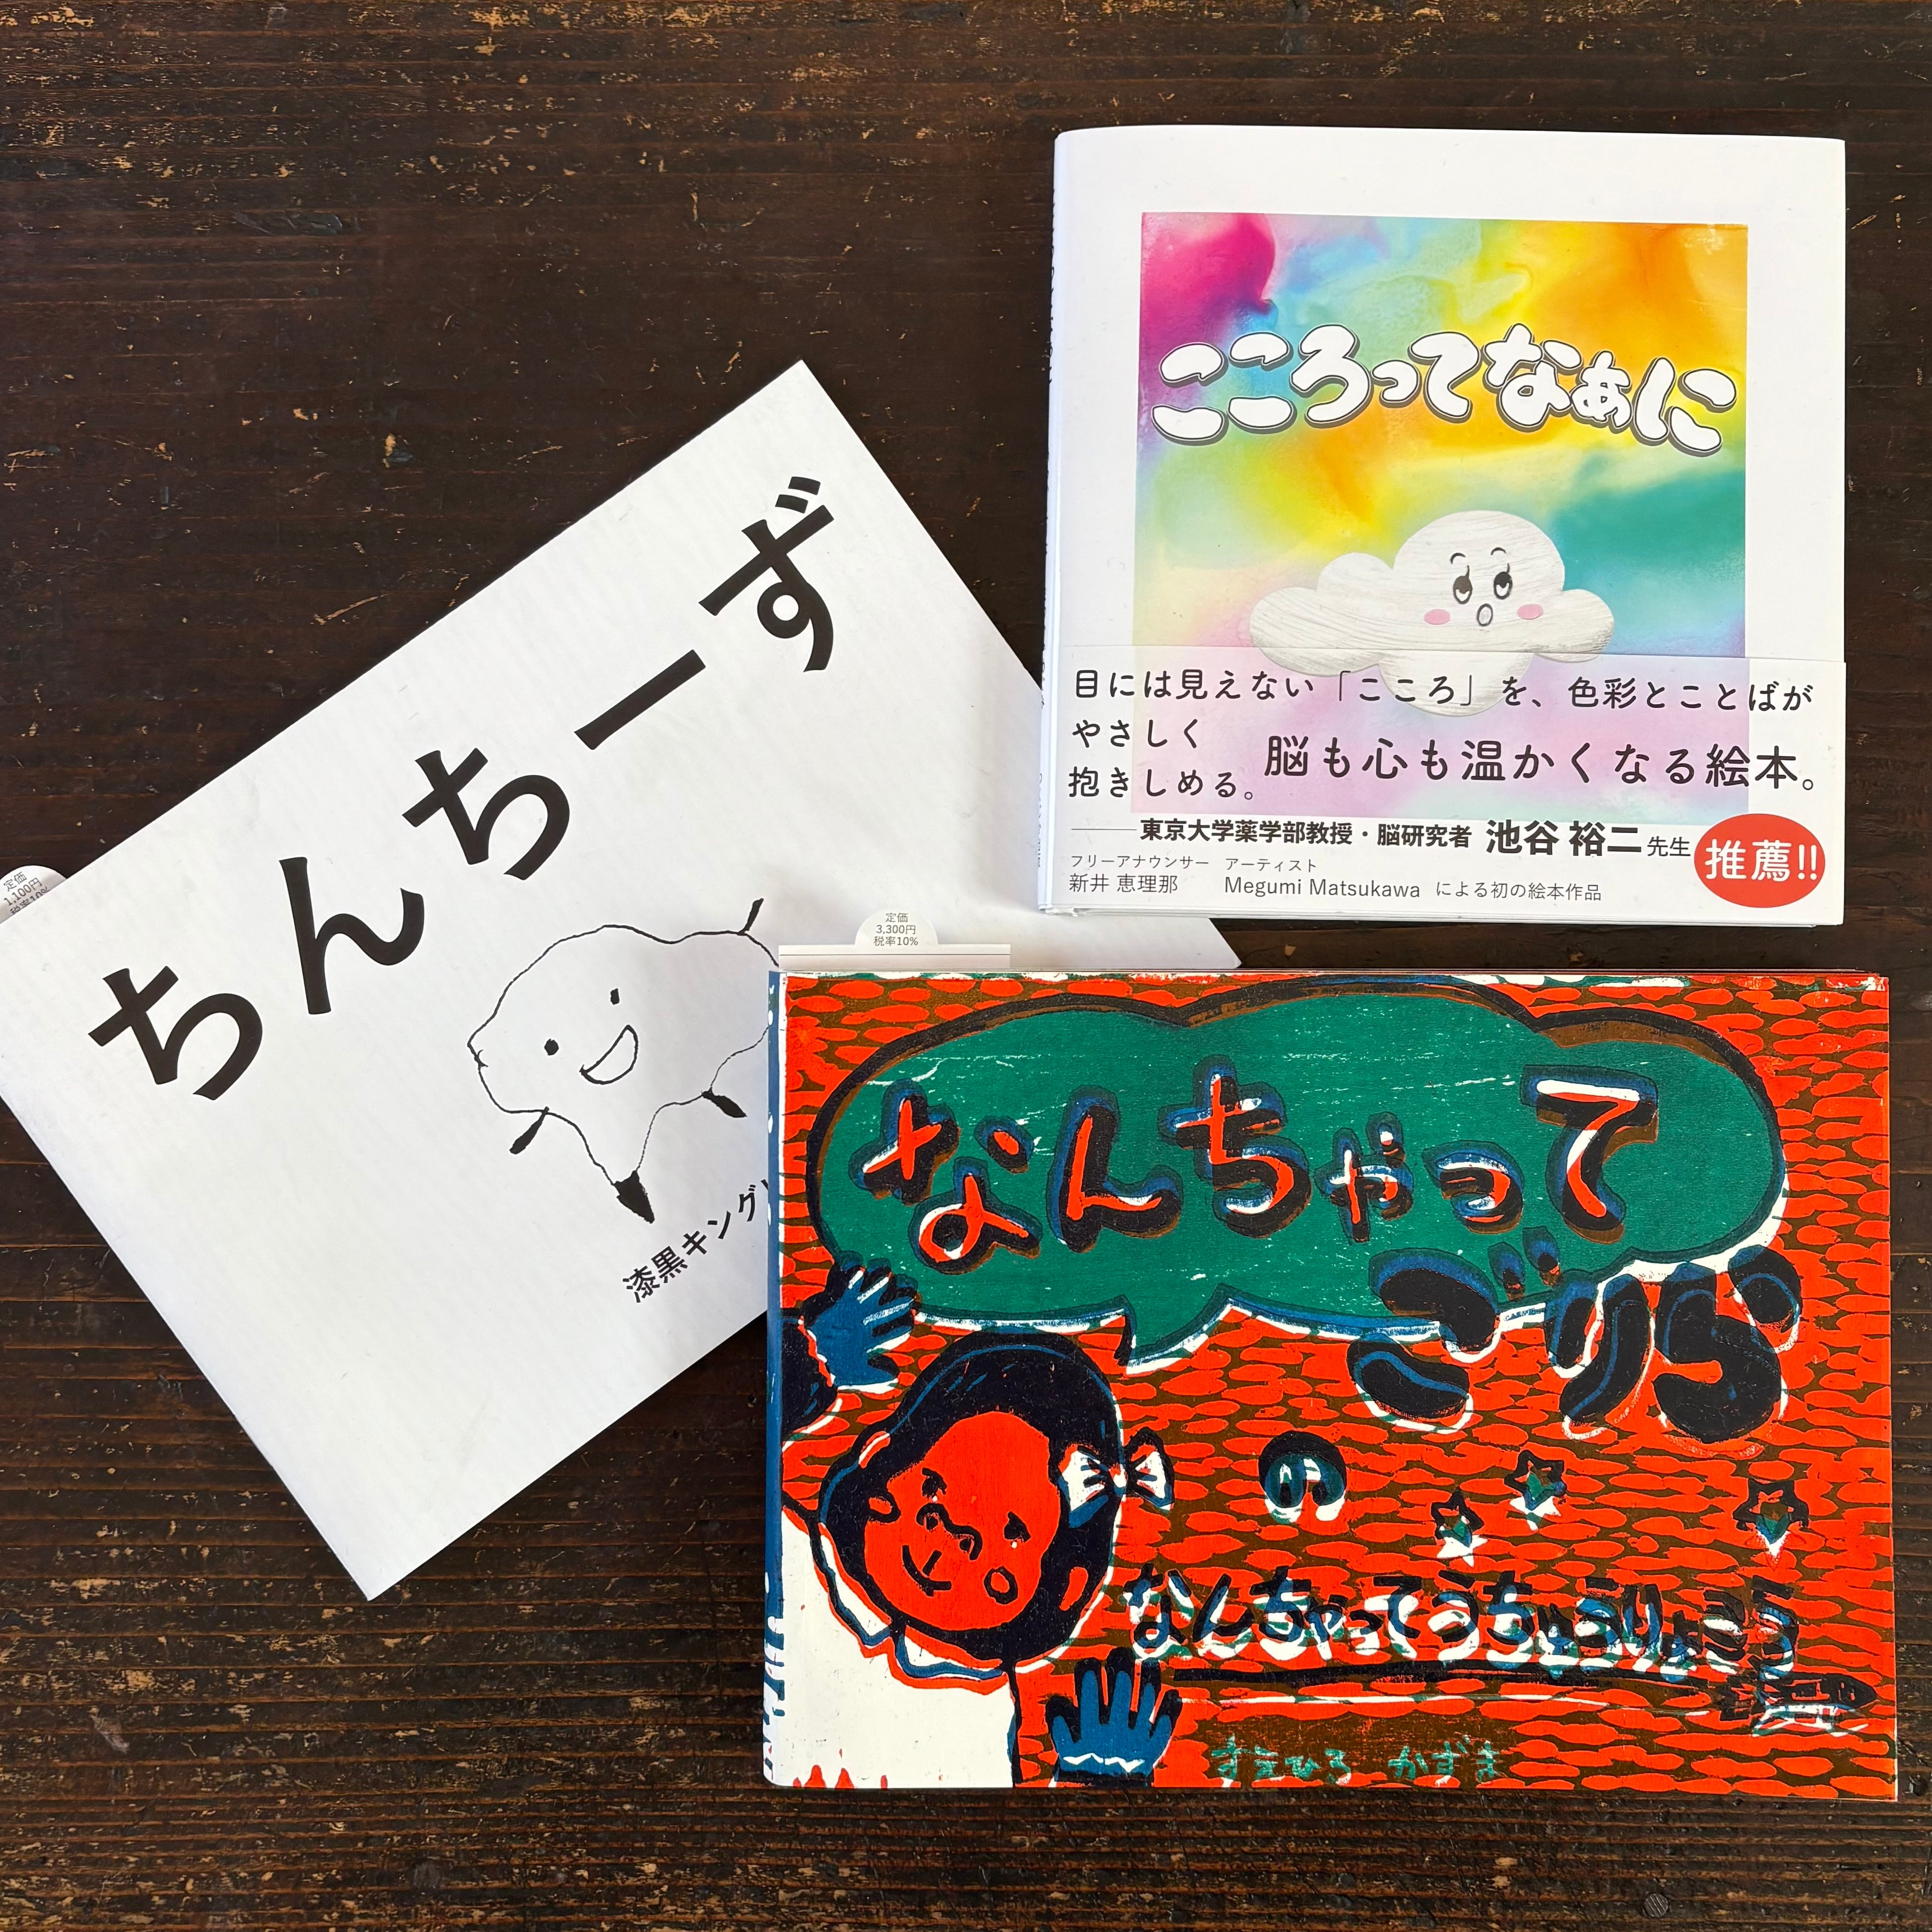 こころってなぁに
目には見えない「こころ」を、色彩とことばが
やさしく
抱きしめる。
脳も心も温かくなる絵本。
東京大学薬学部教授・脳研究者 池谷 裕二 先生
推薦!!
フリーアナウンサー アーティスト
新井 恵理那 Megumi Matsukawa による初の絵本作品
ちんちーず
漆黒キング
定価
1,100円
税率10%
定価
3,300円
税率10%
なんちゃって
ごりら
の
なんちゃってうちゅうりょこう
すえひろ かずま